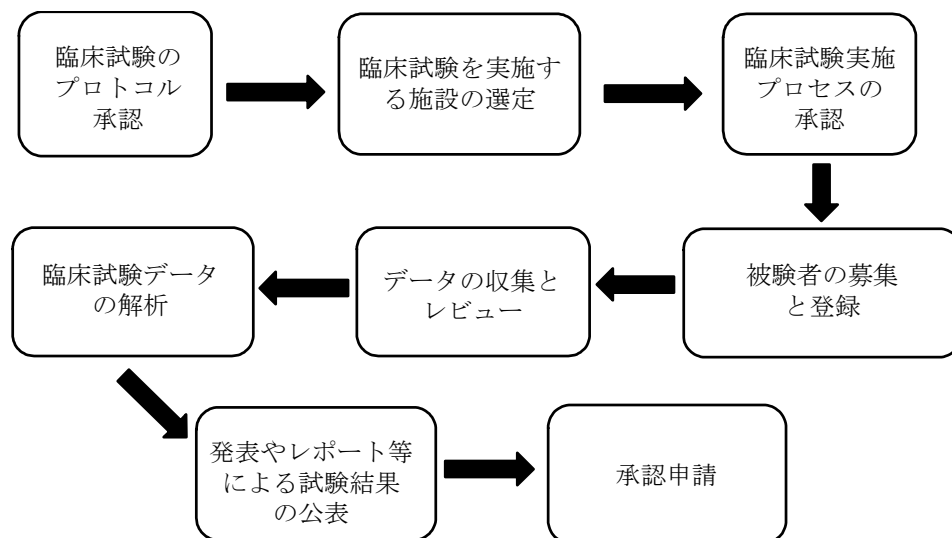 臨床試験の
プロトコル
承認
臨床試験を実施す
る施設の選定
臨床試験実施
プロセスの
承認
被験者の募集
と登録
データの収集と
レビュー
臨床試験データ
の解析
発表やレポート等
による試験結果
の公表
承認申請